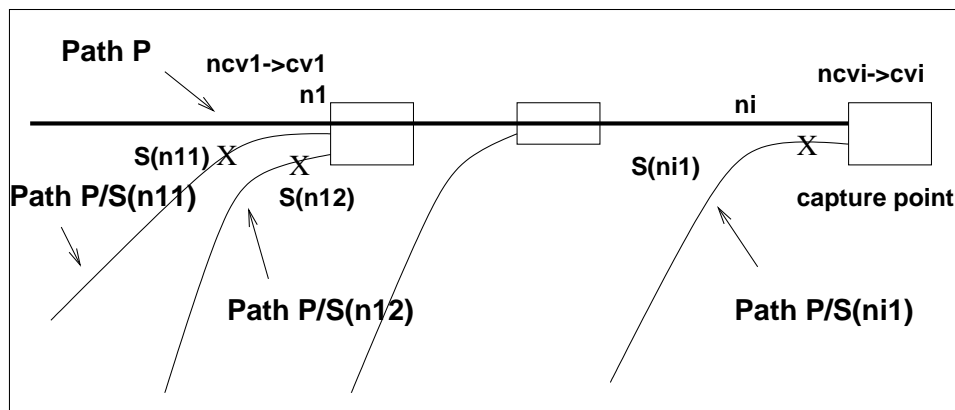 Path P
ncv1->cv1
n1
ncvi->cvi
ni
S(n11) X
X
S(n12)
S(ni1)
X
Path P/S(n11)
capture point
Path P/S(n12)
Path P/S(ni1)